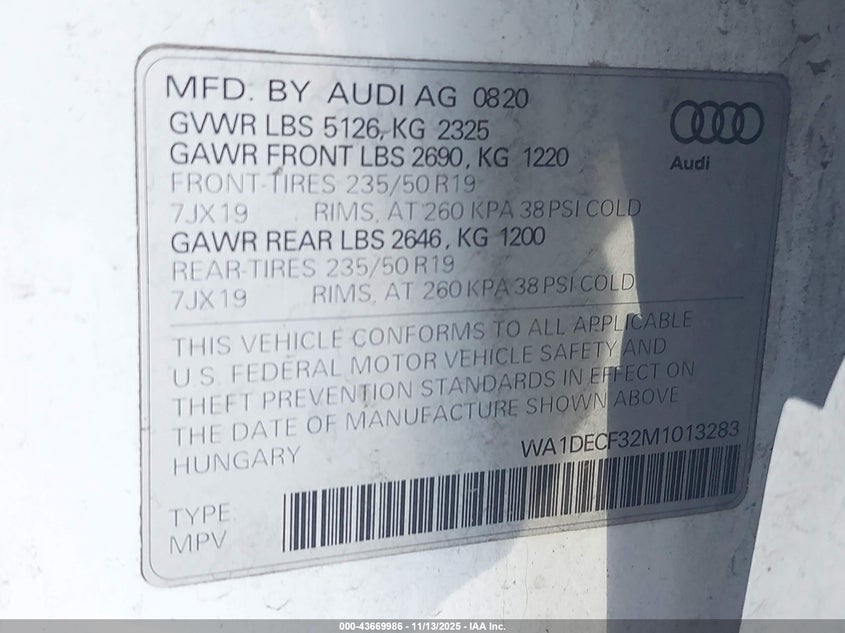 MFD. BY AUDI AG 0820
GVWR LBS 5126, KG 2325
GAWR FRONT LBS 2690, KG 1220
FRONT-TIRES 235/50 R19
7JX19 RIMS, AT 260 KPA 38 PSI COLD
GAWR REAR LBS 2646, KG 1200
REAR-TIRES 235/50 R19
7JX19 RIMS, AT 260 KPA 38 PSI COLD
Audi
THIS VEHICLE CONFORMS TO ALL APPLICABLE
U.S. FEDERAL MOTOR VEHICLE SAFETY AND
THEFT PREVENTION STANDARDS IN EFFECT ON
THE DATE OF MANUFACTURE SHOWN ABOVE
HUNGARY
WA1DECF32M1013283
TYPE:
MPV
000-43669986 - 11/13/2025 - IAA Inc.